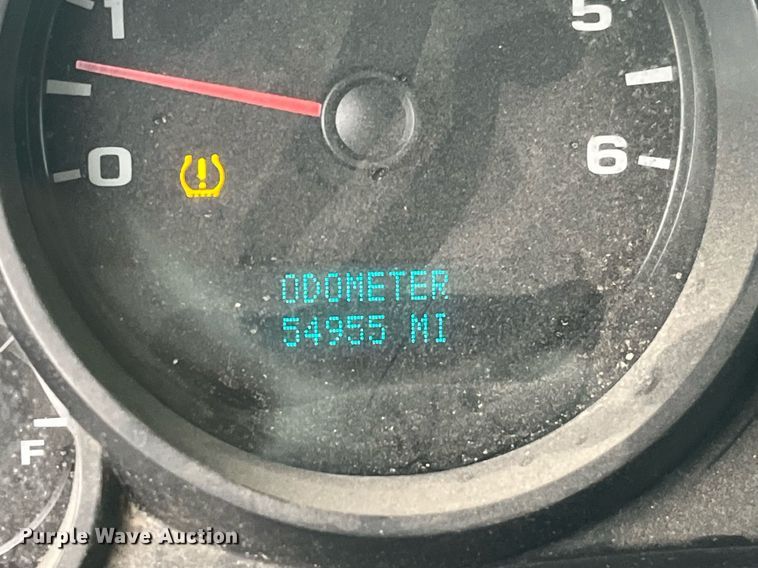 1
5
0
6
ODOMETER
54955 MI
F
Purple Wave Auction